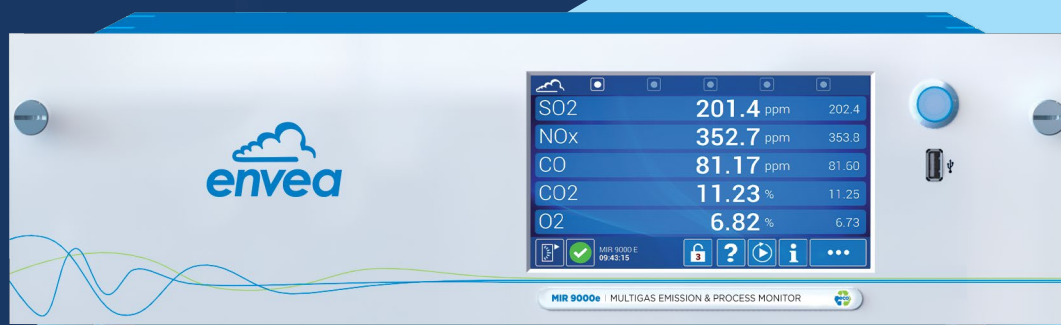 envea
SO2 201.4 ppm 202.4
NOx 352.7 ppm 353.8
CO 81.17 ppm 81.60
CO2 11.23 % 11.25
O2 6.82 % 6.73
MIR 9000 E
09:43:15
3 ? i •••
MIR 9000e | MULTIGAS EMISSION & PROCESS MONITOR eco